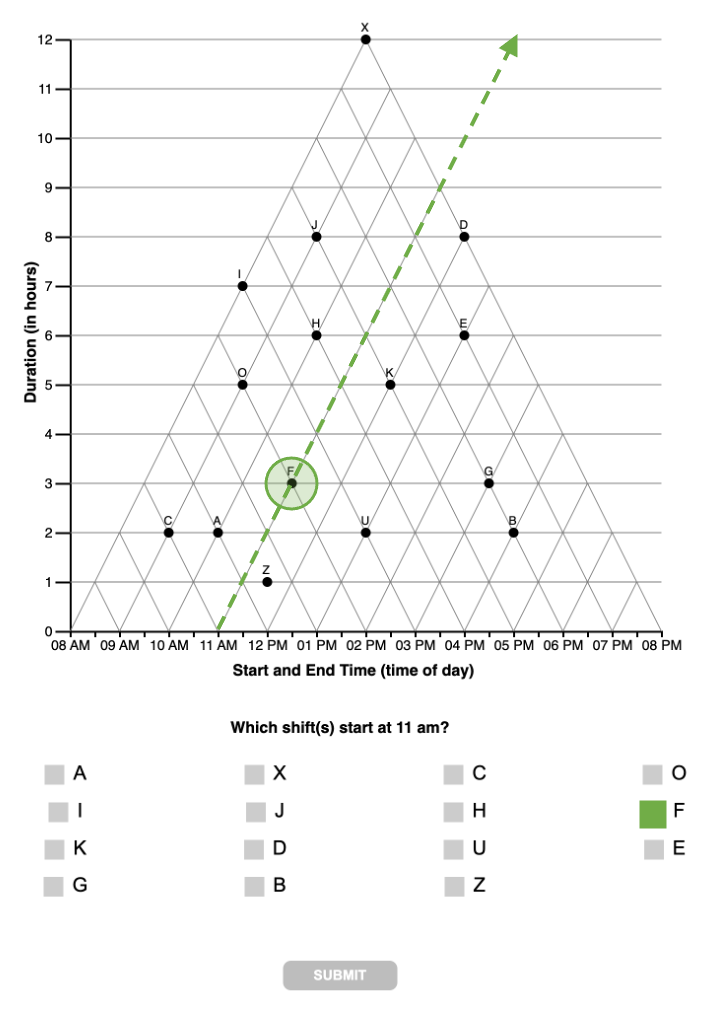 X
12
11
10
9
J
D
8
I
7
H
E
6
Duration (in hours)
O
K
5
4
F
G
3
C
A
U
B
2
Z
1
0
08 AM 09 AM 10 AM 11 AM 12 PM 01 PM 02 PM 03 PM 04 PM 05 PM 06 PM 07 PM 08 PM
Start and End Time (time of day)
Which shift(s) start at 11 am?
A X C O
I J H F
K D U E
G B Z
SUBMIT